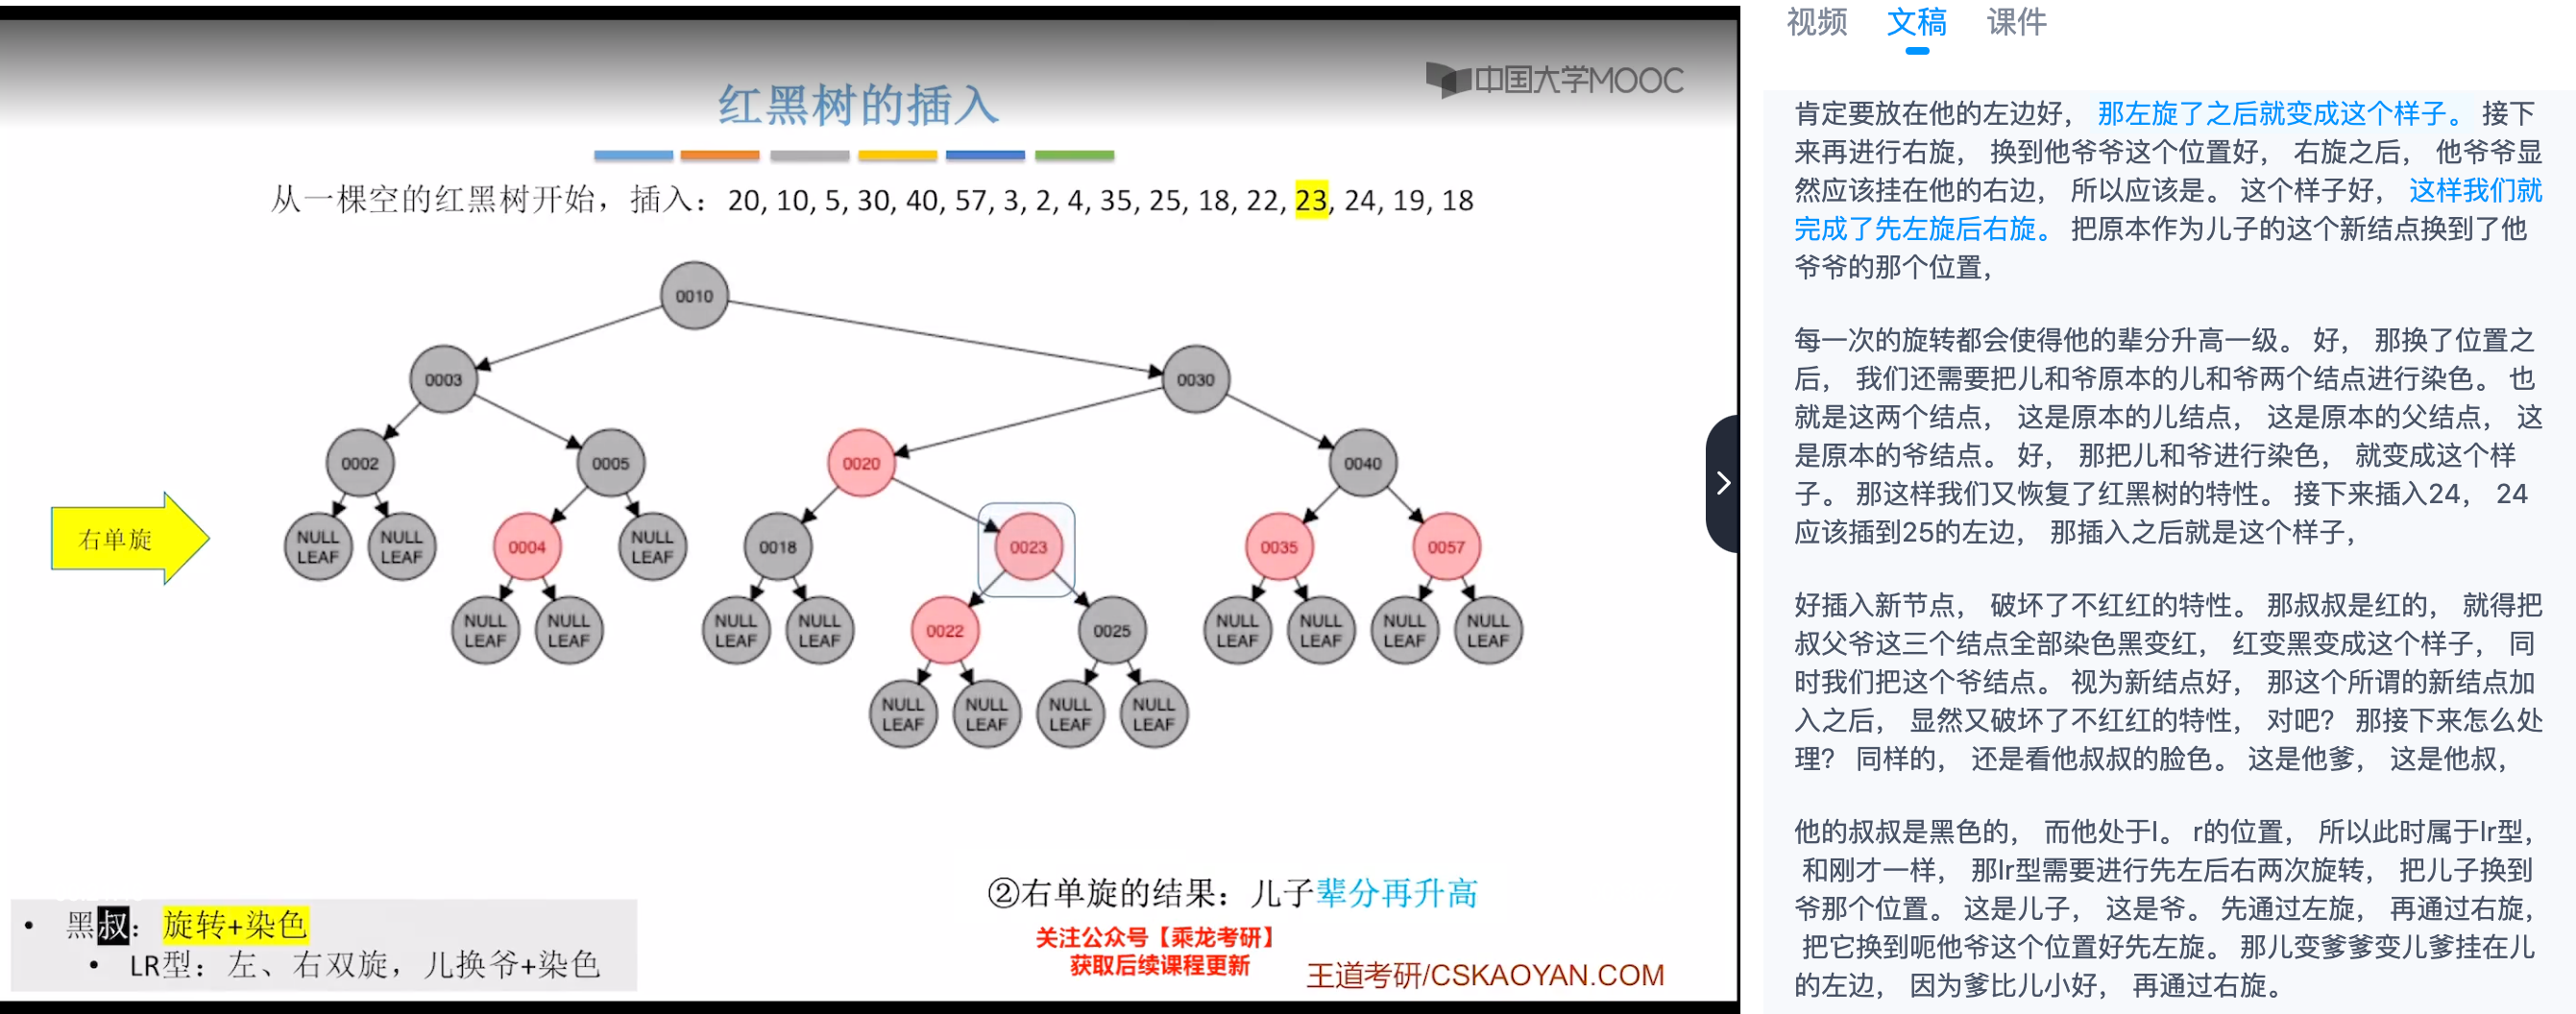 中国大学MOOC
红黑树的插入
从一棵空的红黑树开始，插入：20, 10, 5, 30, 40, 57, 3, 2, 4, 35, 25, 18, 22, 23, 24, 19, 18
0010
0003
0030
0002
0005
0020
0040
右单旋
NULL LEAF
NULL LEAF
0004
NULL LEAF
0018
0023
0035
0057
NULL LEAF
NULL LEAF
NULL LEAF
NULL LEAF
0022
0025
NULL LEAF
NULL LEAF
NULL LEAF
NULL LEAF
NULL LEAF
NULL LEAF
NULL LEAF
NULL LEAF
②右单旋的结果：儿子辈分再升高
• 黑叔：旋转+染色
• LR型：左、右双旋，儿换爷+染色
关注公众号【乘龙考研】
获取后续课程更新
王道考研/CSKAOYAN.COM
视频 文稿 课件
肯定要放在他的左边好， 那左旋了之后就变成这个样子。 接下
来再进行右旋， 换到他爷爷这个位置好， 右旋之后， 他爷爷显
然应该挂在他的右边， 所以应该是。 这个样子好， 这样我们就
完成了先左旋后右旋。 把原本作为儿子的这个新结点换到了他
爷爷的那个位置，
每一次的旋转都会使得他的辈分升高一级。 好， 那换了位置之
后， 我们还需要把儿和爷原本的儿和爷两个结点进行染色。 也
就是这两个结点， 这是原本的儿结点， 这是原本的父结点， 这
是原本的爷结点。 好， 那把儿和爷进行染色， 就变成这个样
子。 那这样我们又恢复了红黑树的特性。 接下来插入24， 24
应该插到25的左边， 那插入之后就是这个样子，
好插入新节点， 破坏了不红红的特性。 那叔叔是红的， 就得把
叔父爷这三个结点全部染色黑变红， 红变黑变成这个样子， 同
时我们把这个爷结点。 视为新结点好， 那这个所谓的新结点加
入之后， 显然又破坏了不红红的特性， 对吧？ 那接下来怎么处
理？ 同样的， 还是看他叔叔的脸色。 这是他爹， 这是他叔，
他的叔叔是黑色的， 而他处于l。 r的位置， 所以此时属于lr型，
和刚才一样， 那lr型需要进行先左后右两次旋转， 把儿子换到
爷那个位置。 这是儿子， 这是爷。 先通过左旋， 再通过右旋，
把它换到呃他爷这个位置好先左旋。 那儿变爹爹变儿爹挂在儿
的左边， 因为爹比儿小好， 再通过右旋。